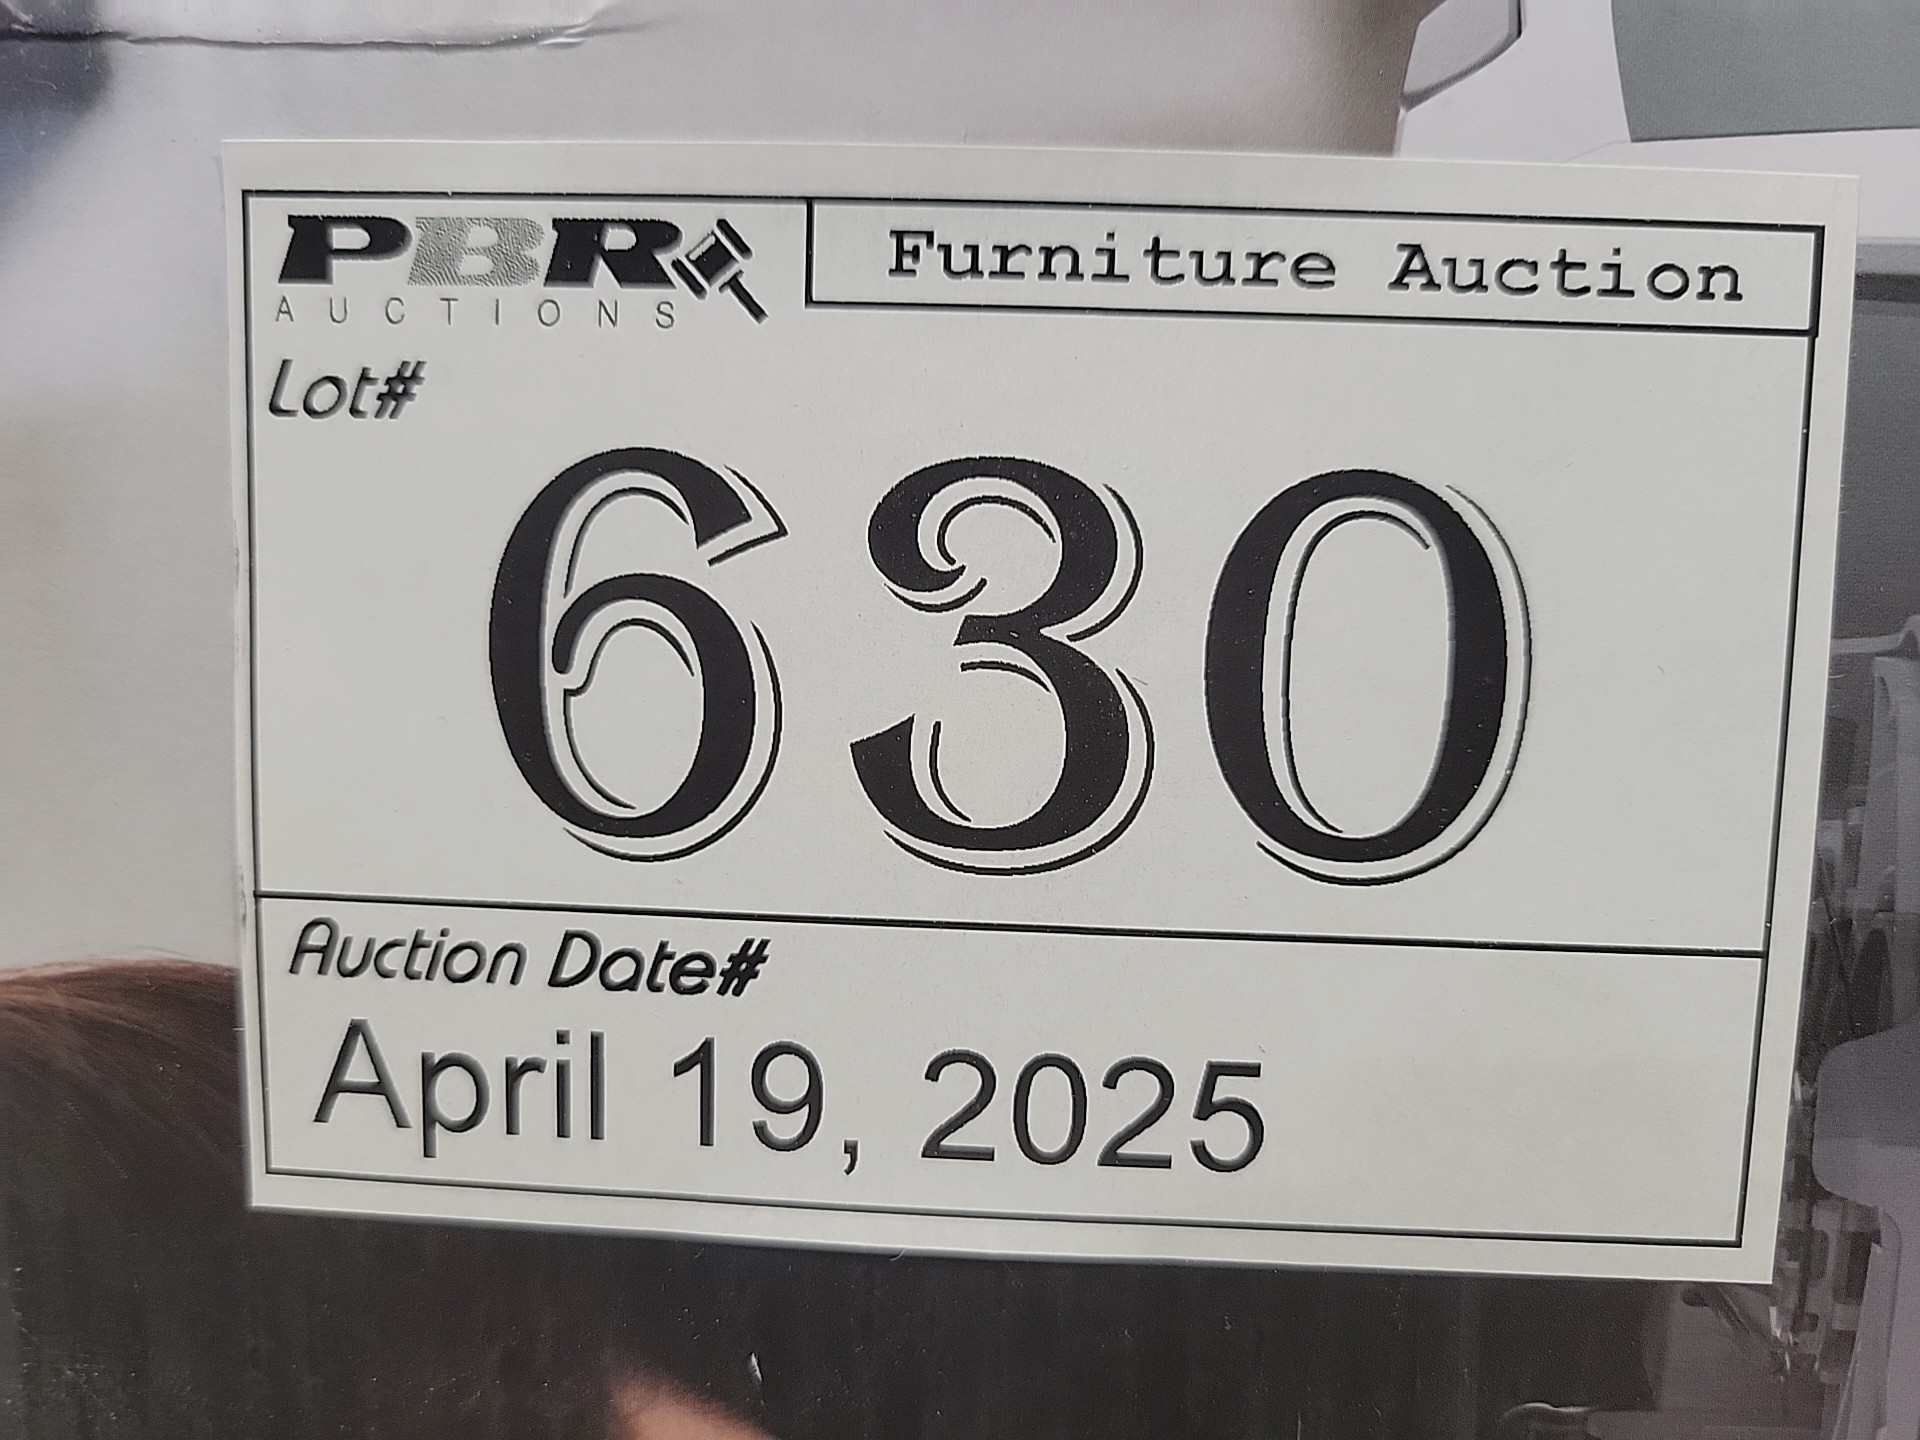 PBR
AUCTIONS
Furniture Auction
Lot#
630
Auction Date#
April 19, 2025